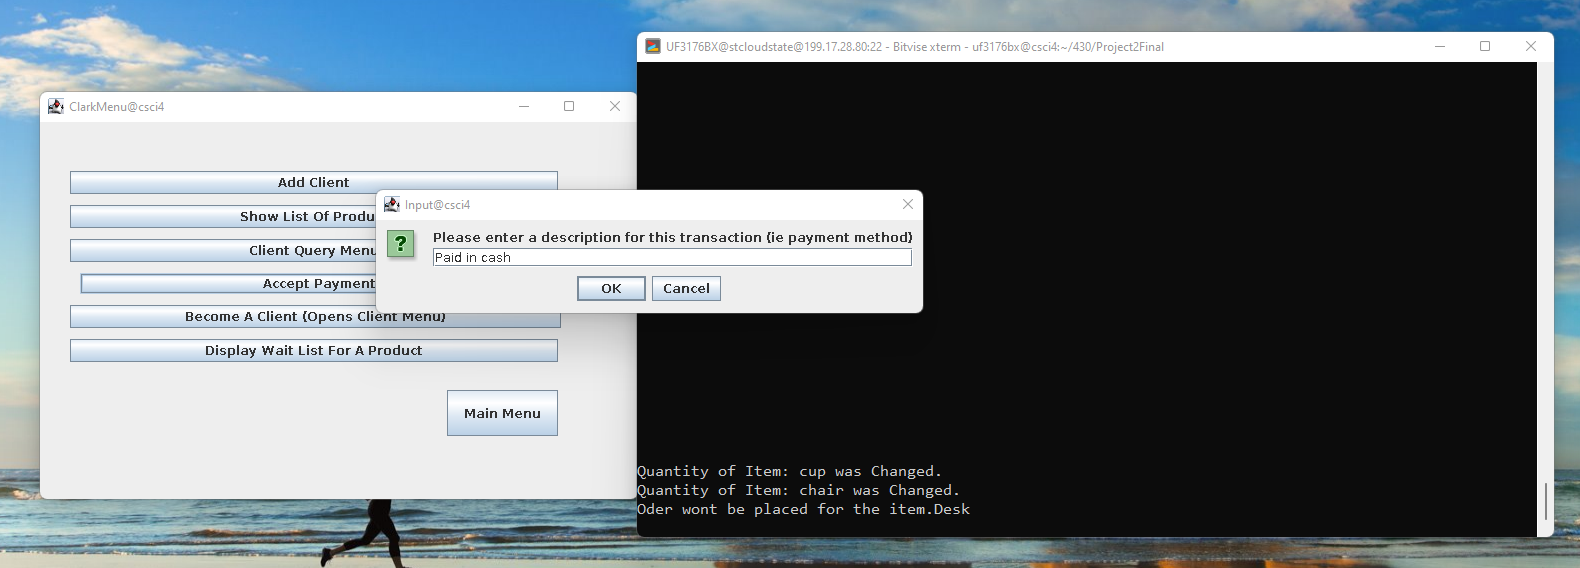 UF3176BX@stcloudstate@199.17.28.80:22 - Bitvise xterm - uf3176bx@csci4:~/430/Project2Final
ClarkMenu@csci4
Add Client
Show List Of Produ
Client Query Menu
Accept Payment
Become A Client (Opens Client Menu)
Display Wait List For A Product
Main Menu
Input@csci4
?
Please enter a description for this transaction (ie payment method)
Paid in cash
OK
Cancel
Quantity of Item: cup was Changed.
Quantity of Item: chair was Changed.
Oder wont be placed for the item.Desk